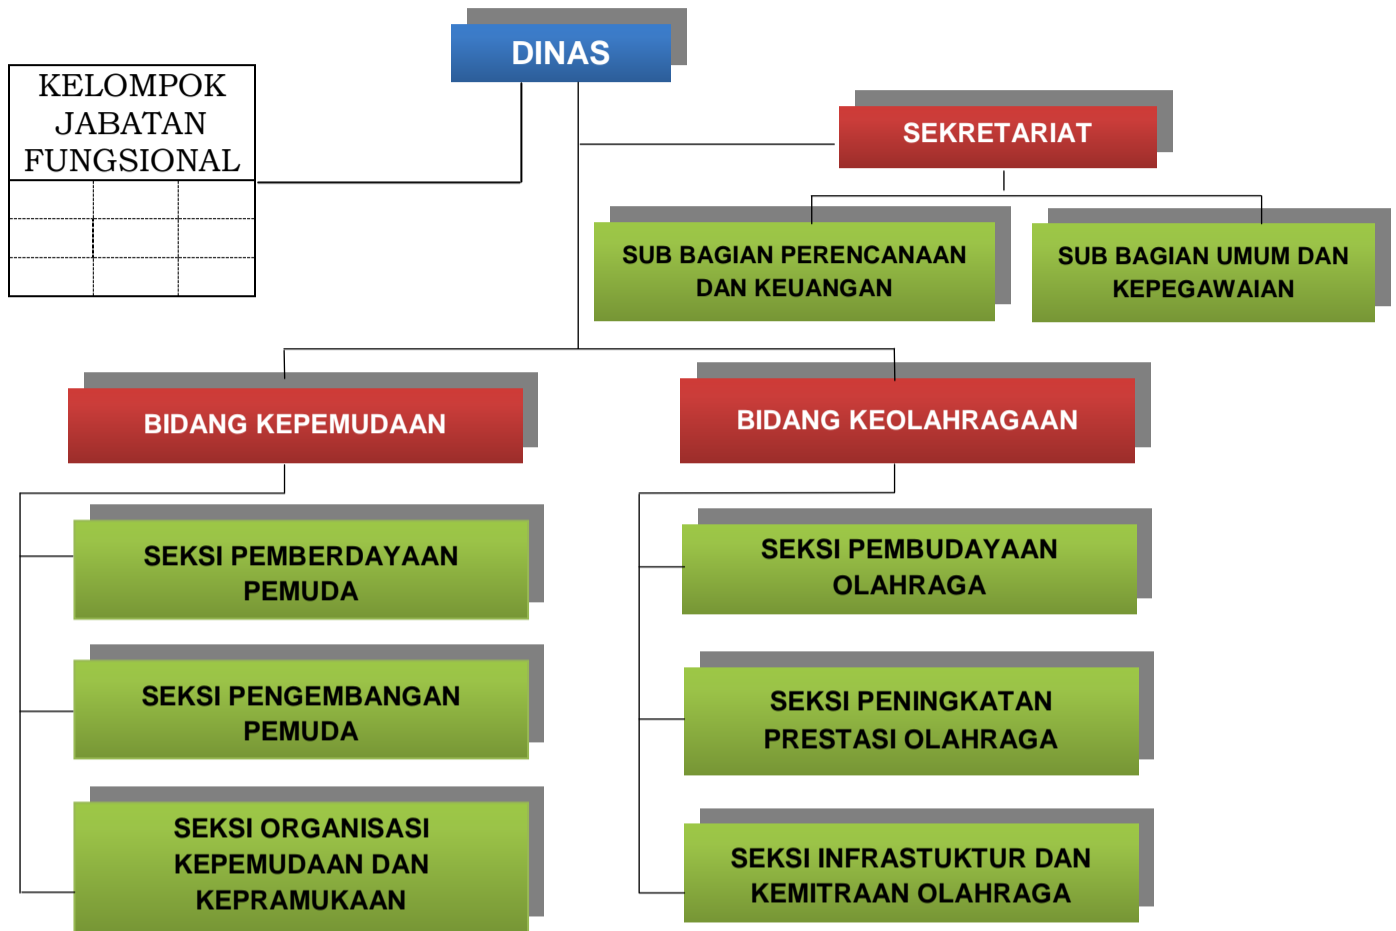 DINAS
KELOMPOK
JABATAN
FUNGSIONAL
SEKRETARIAT
SUB BAGIAN PERENCANAAN
DAN KEUANGAN
SUB BAGIAN UMUM DAN
KEPEGAWAIAN
BIDANG KEPEMUDAAN
BIDANG KEOLAHRAGAAN
SEKSI PEMBERDAYAAN
PEMUDA
SEKSI PENGEMBANGAN
PEMUDA
SEKSI ORGANISASI
KEPEMUDAAN DAN
KEPRAMUKAAN
SEKSI PEMBUDAYAAN
OLAHRAGA
SEKSI PENINGKATAN
PRESTASI OLAHRAGA
SEKSI INFRASTUKTUR DAN
KEMITRAAN OLAHRAGA